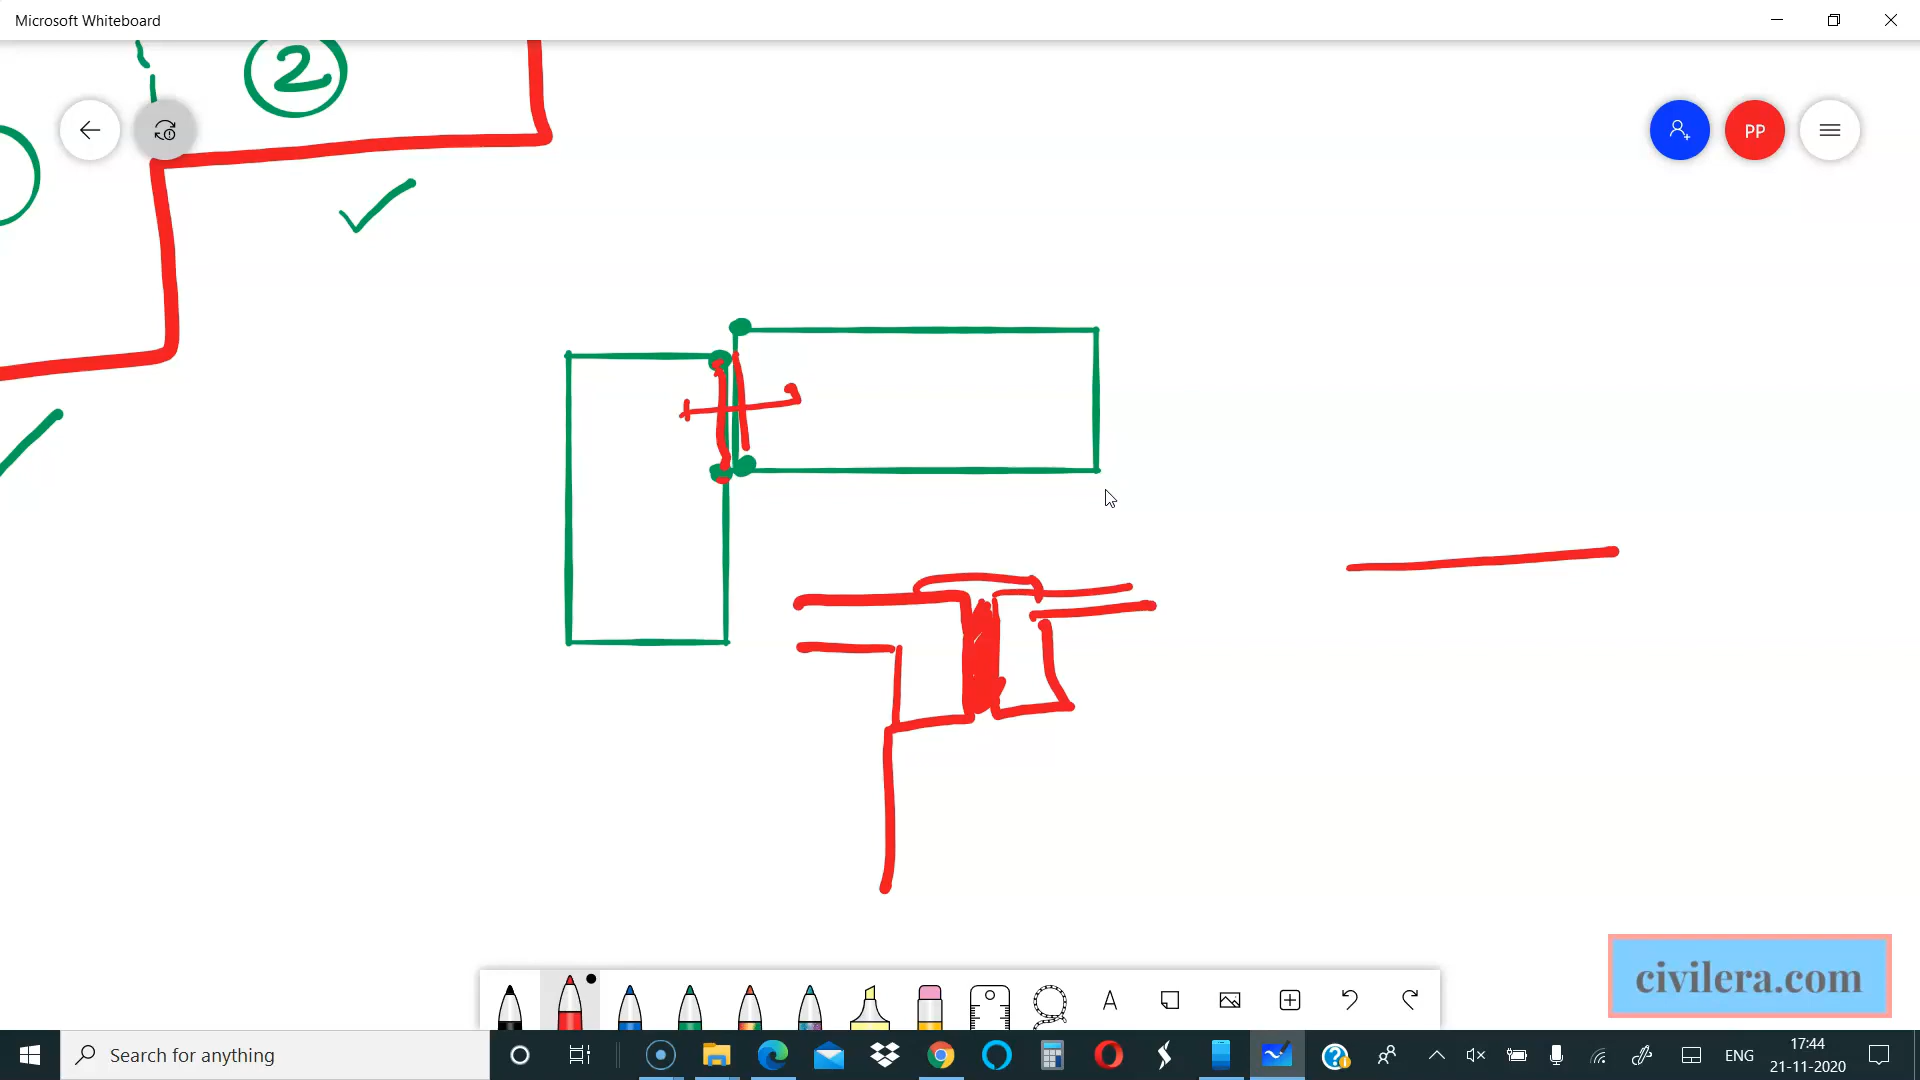 Microsoft Whiteboard
2
PP
civilera.com
A
Search for anything
ENG
17:44
21-11-2020